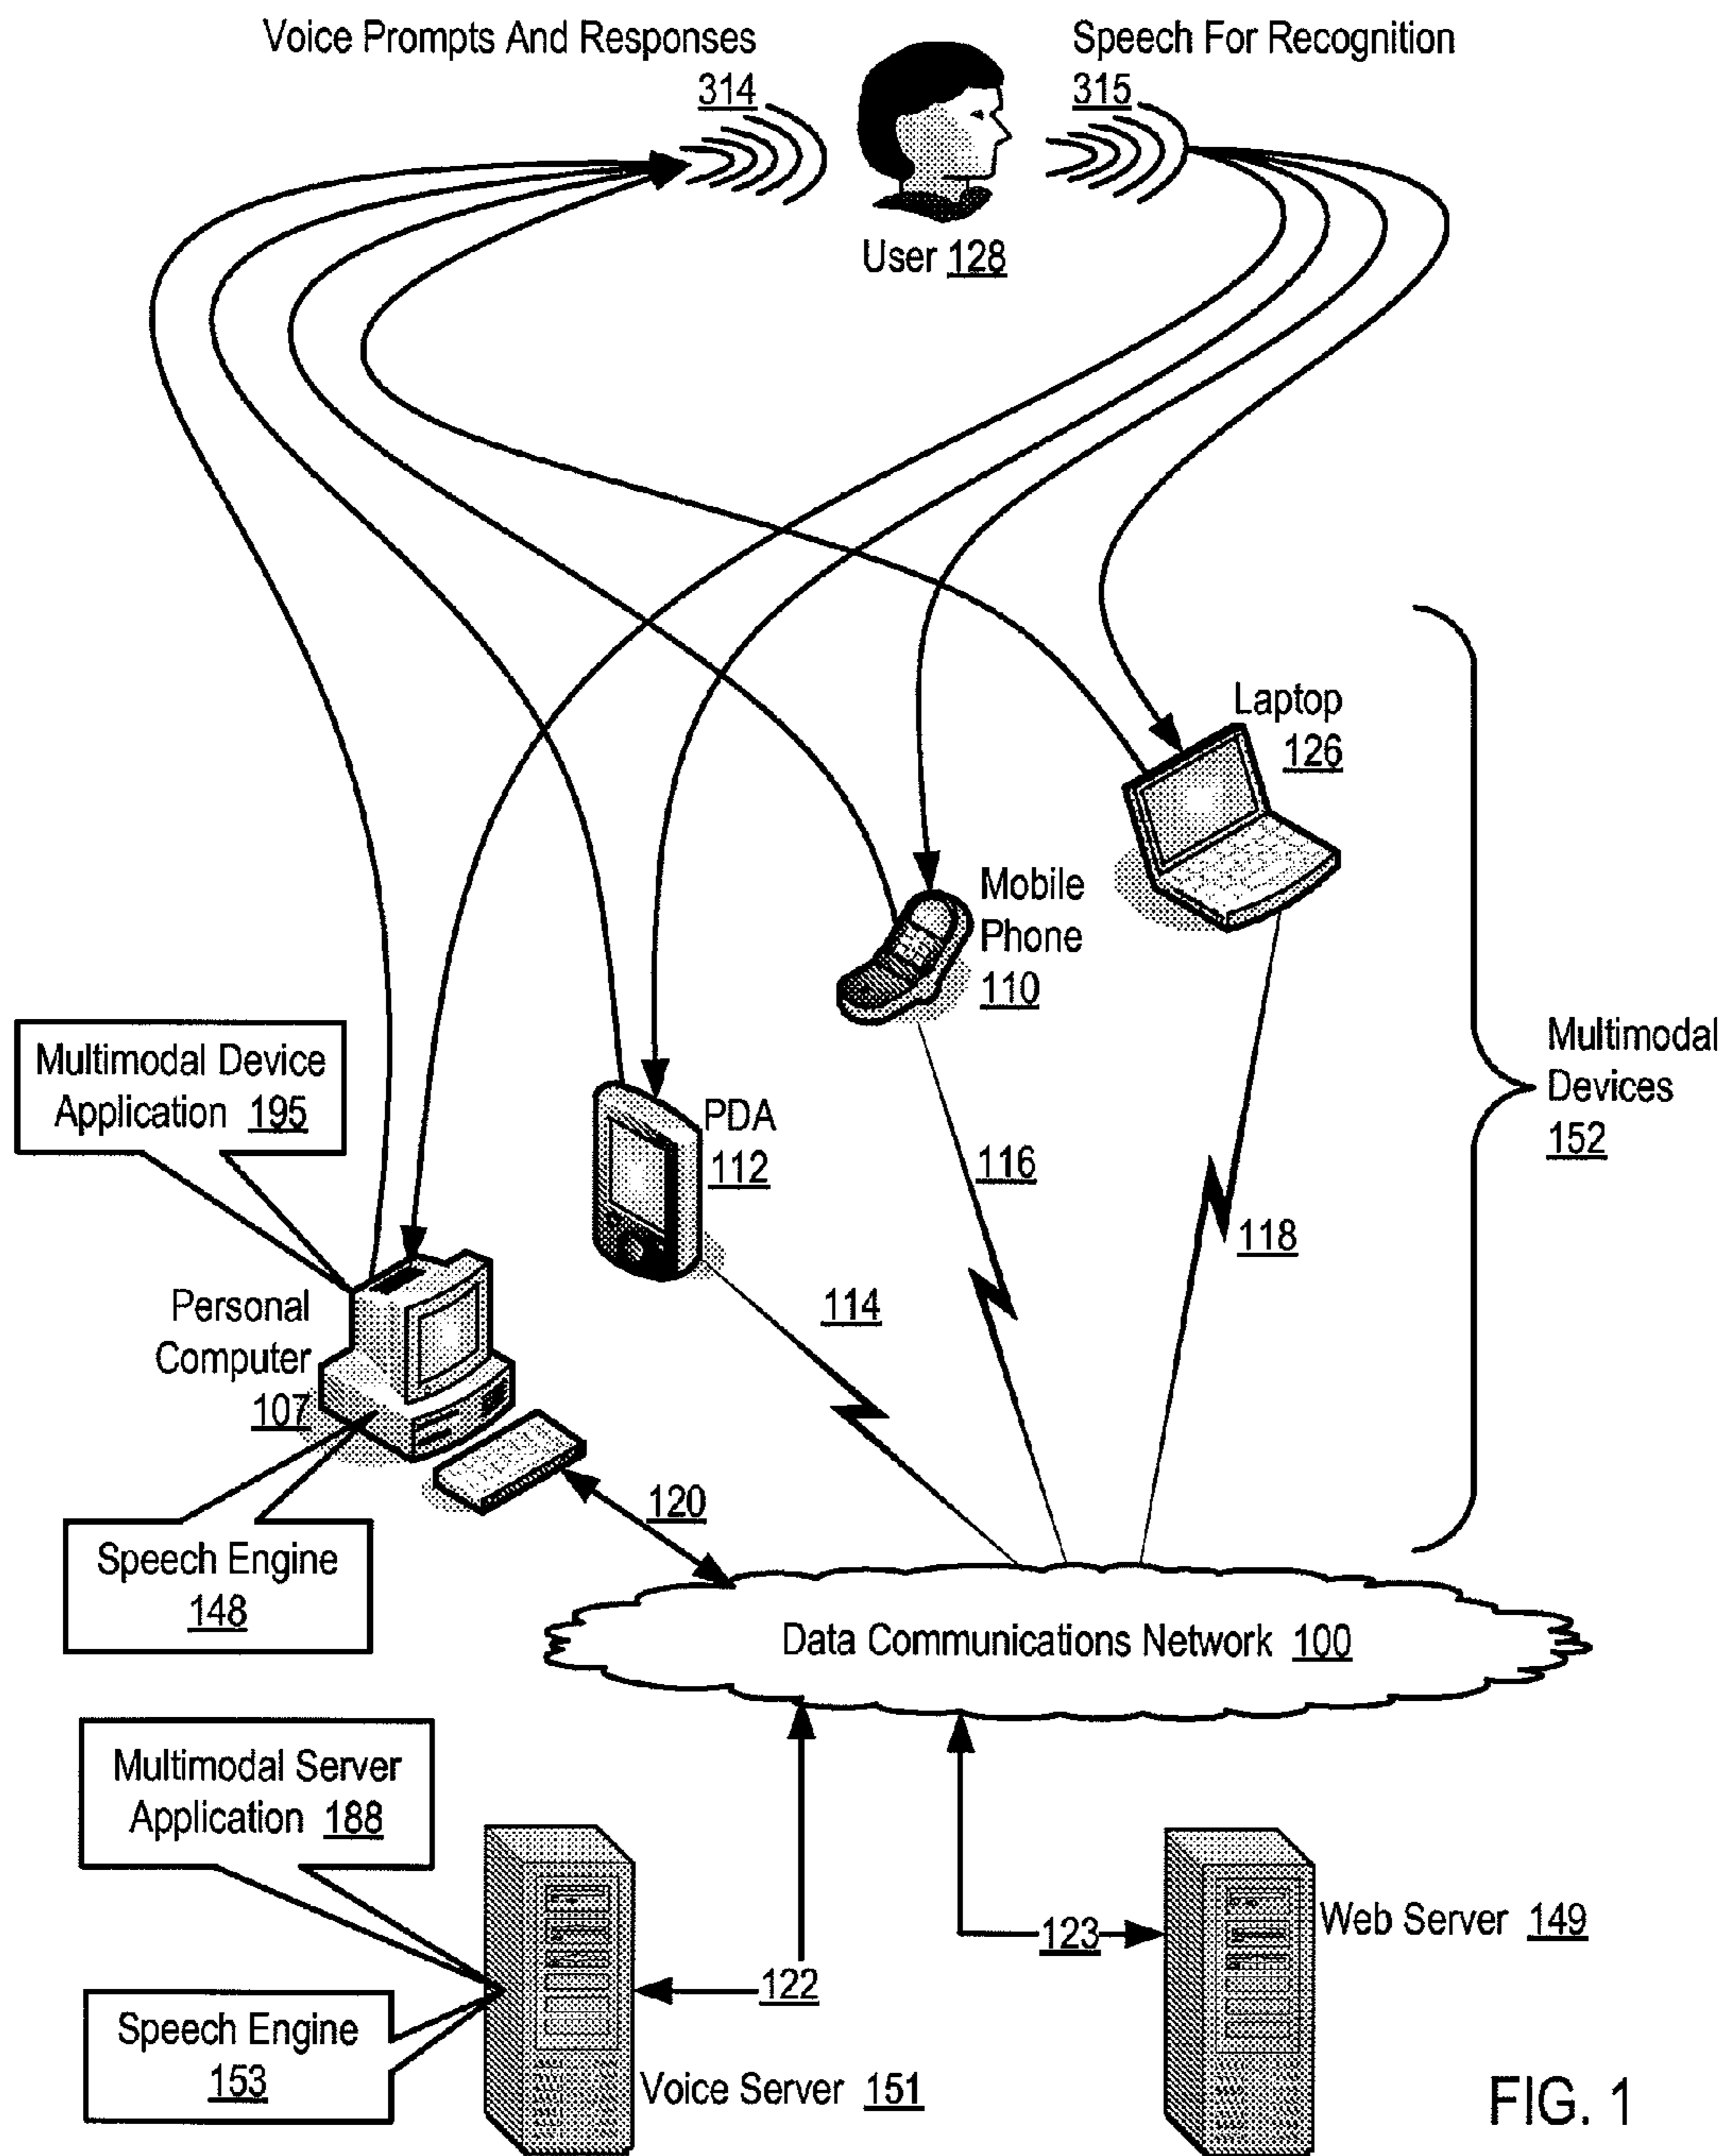 Voice Prompts And Responses
314
Speech For Recognition
315
User 128
Laptop
126
Mobile
Phone
110
Multimodal
Devices
152
Multimodal Device
Application 195
PDA
112
116
118
114
Personal
Computer
107
120
Speech Engine
148
Data Communications Network 100
Multimodal Server
Application 188
Web Server 149
123
122
Speech Engine
153
Voice Server 151
FIG. 1